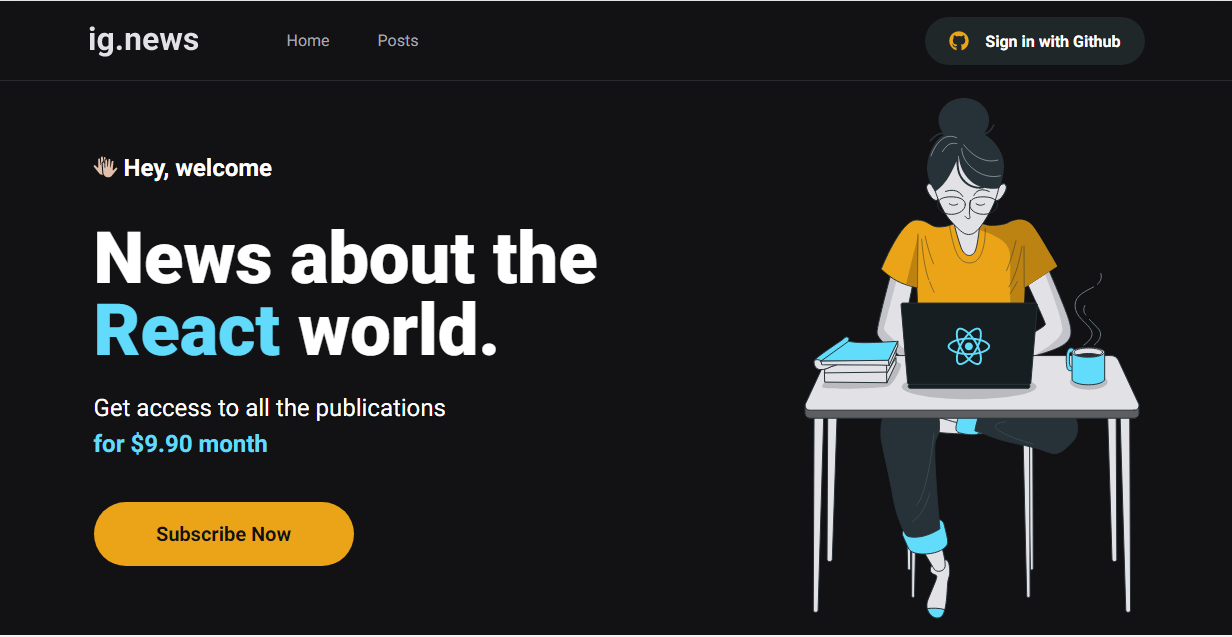 ig.news
Home
Posts
Sign in with Github
👋🏼 Hey, welcome
News about the
React world.
Get access to all the publications
for $9.90 month
Subscribe Now